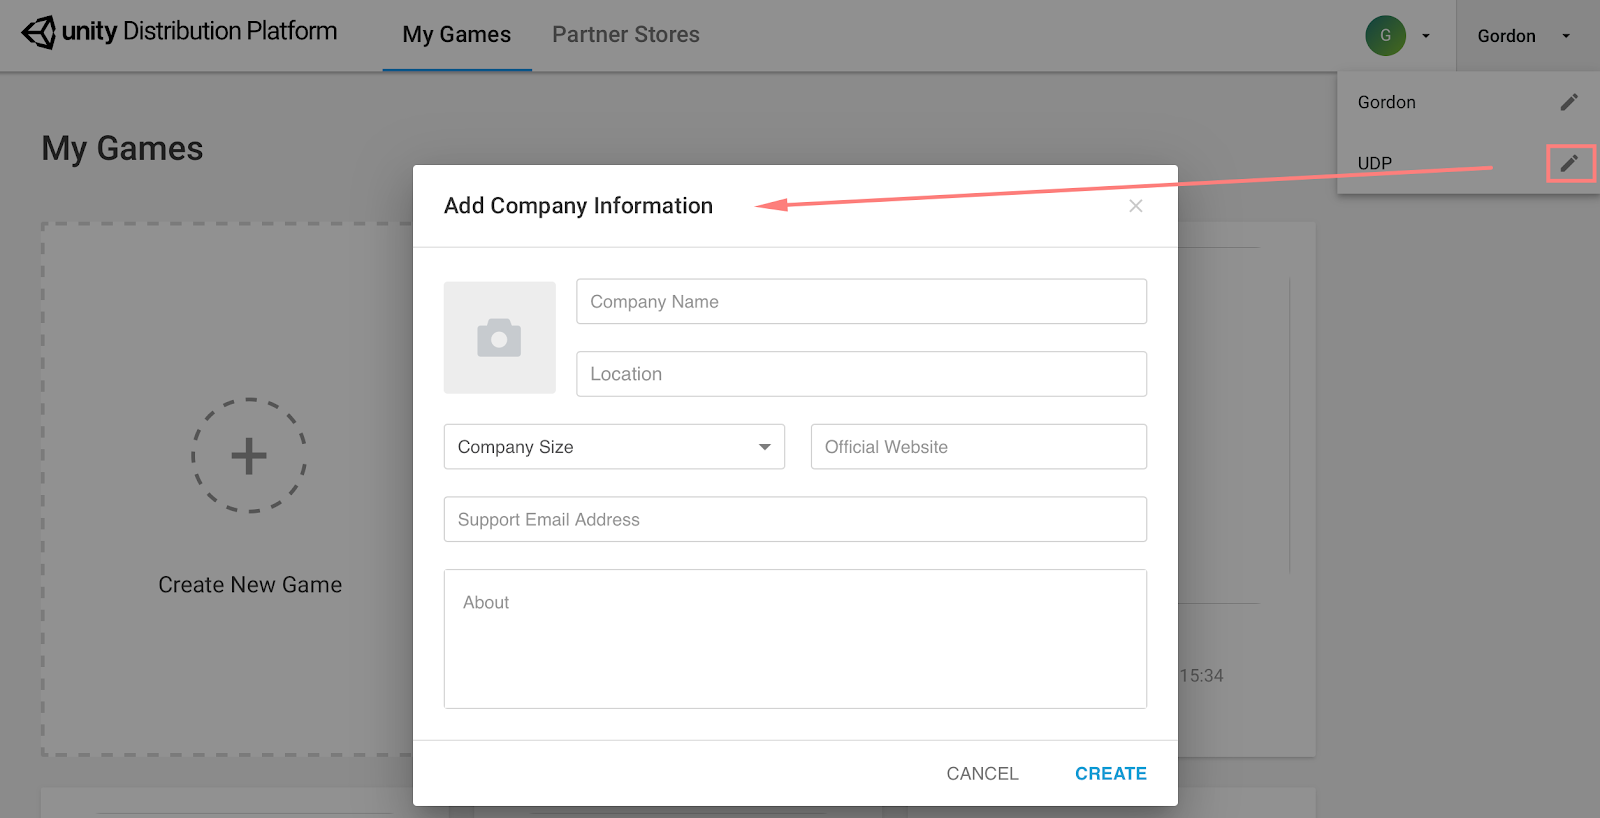 unity Distribution Platform
My Games
Partner Stores
G
Gordon
Gordon
UDP
My Games
Add Company Information
Company Name
Location
Company Size
Official Website
Support Email Address
About
Create New Game
15:34
CANCEL
CREATE